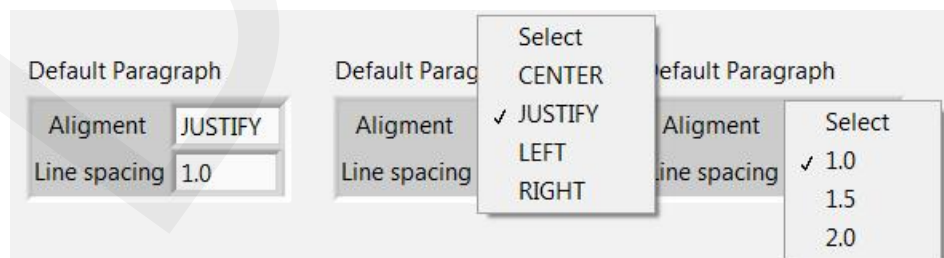 Default Paragraph
Aligment JUSTIFY
Line spacing 1.0
Default Parag
Aligment
Line spacing
Select
CENTER
✓ JUSTIFY
LEFT
RIGHT
efault Paragraph
Aligment
ine spacing
Select
✓ 1.0
1.5
2.0